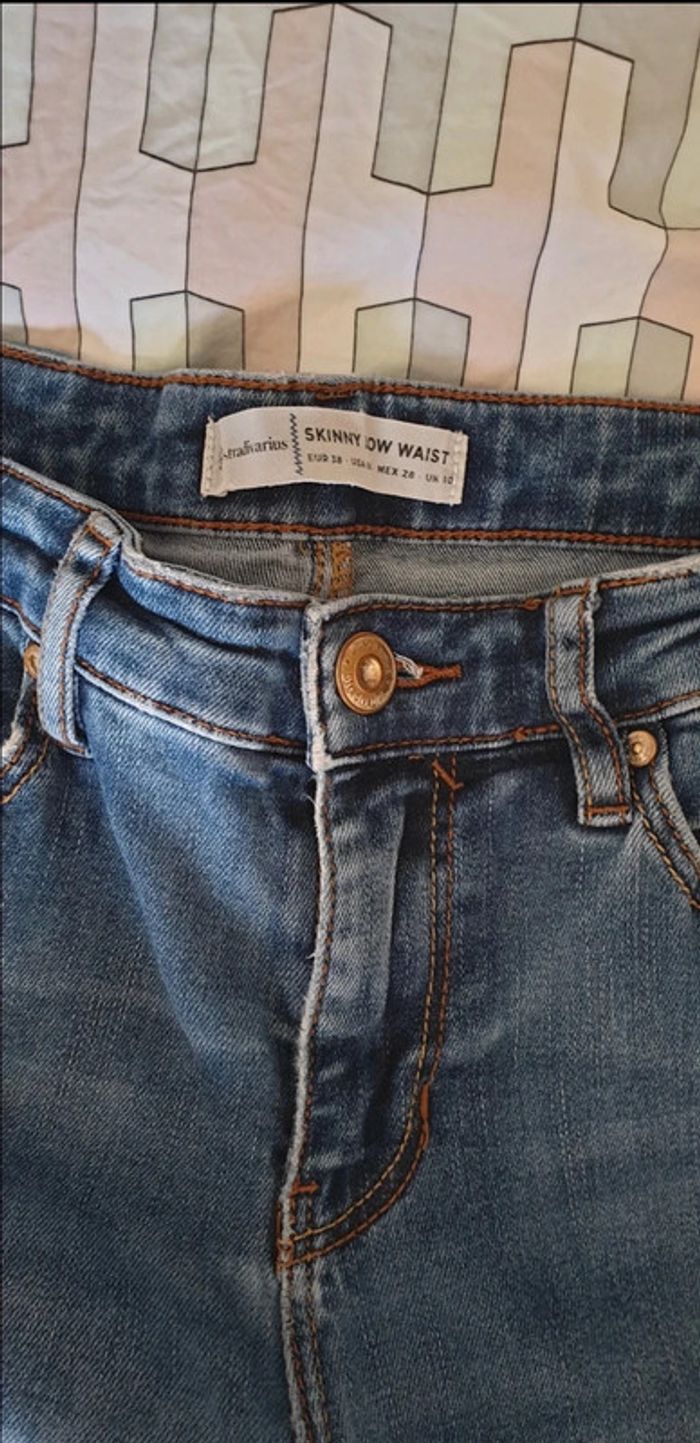 stradivarius
SKINNY LOW WAIST
EUR 38 · USA · MEX 28 · UK 10